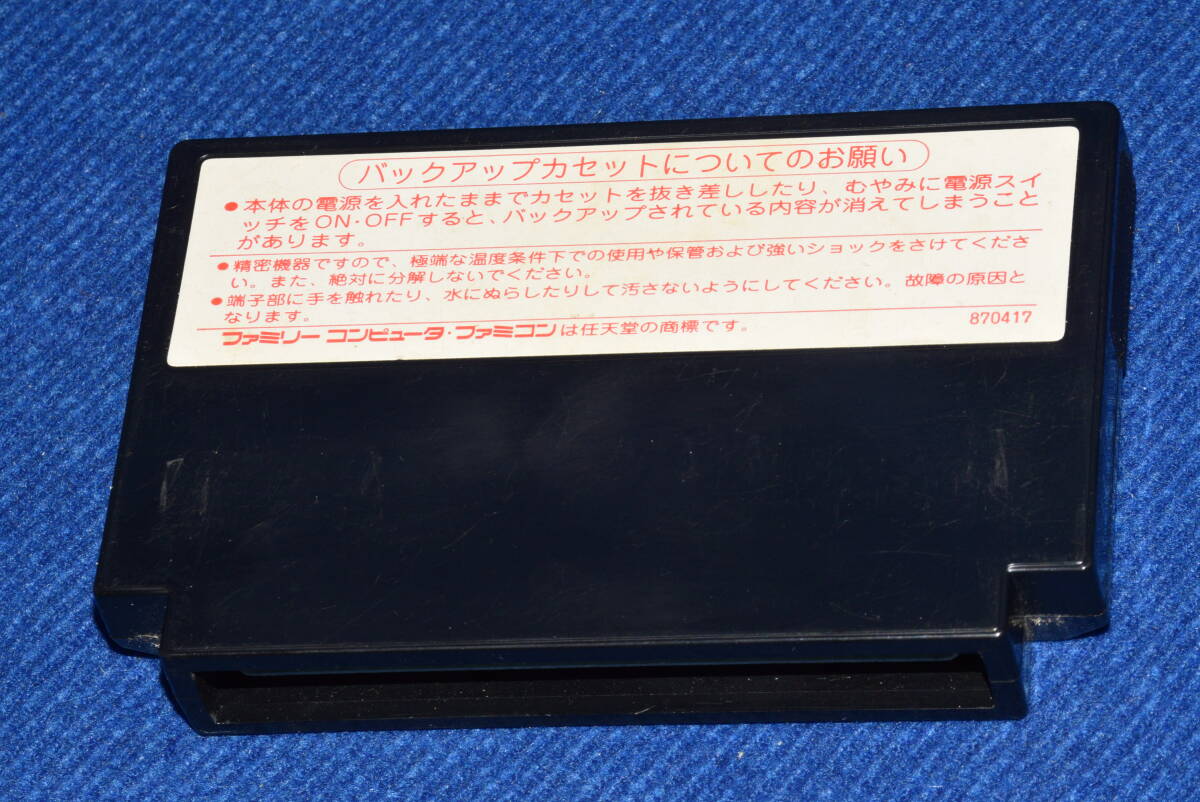 バックアップカセットについてのお願い
●本体の電源を入れたままでカセットを抜き差ししたり、むやみに電源スイ
ッチをON・OFFすると、バックアップされている内容が消えてしまうこと
があります。
●精密機器ですので、極端な温度条件下での使用や保管および強いショックをさけてくださ
い。また、絶対に分解しないでください。
●端子部に手を触れたり、水にぬらしたりして汚さないようにしてください。故障の原因と
なります。
ファミリー コンピュータ・ファミコンは任天堂の商標です。 870417